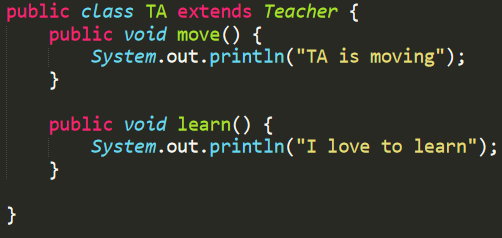 public class TA extends Teacher {
    public void move() {
        System.out.println("TA is moving");
    }

    public void learn() {
        System.out.println("I love to learn");
    }

}